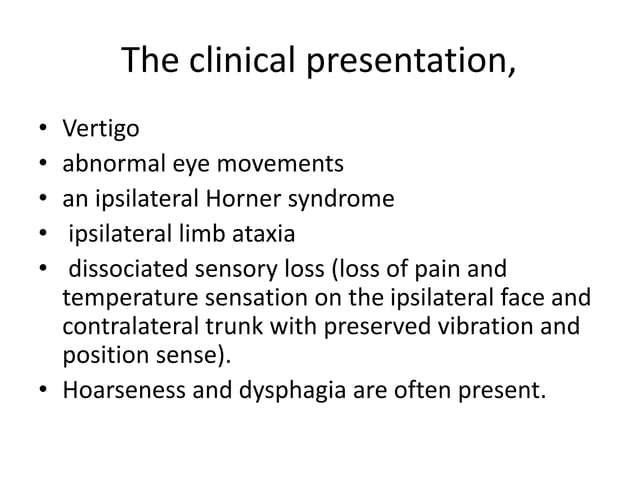 The clinical presentation,
• Vertigo
• abnormal eye movements
• an ipsilateral Horner syndrome
• ipsilateral limb ataxia
• dissociated sensory loss (loss of pain and
temperature sensation on the ipsilateral face and
contralateral trunk with preserved vibration and
position sense).
• Hoarseness and dysphagia are often present.